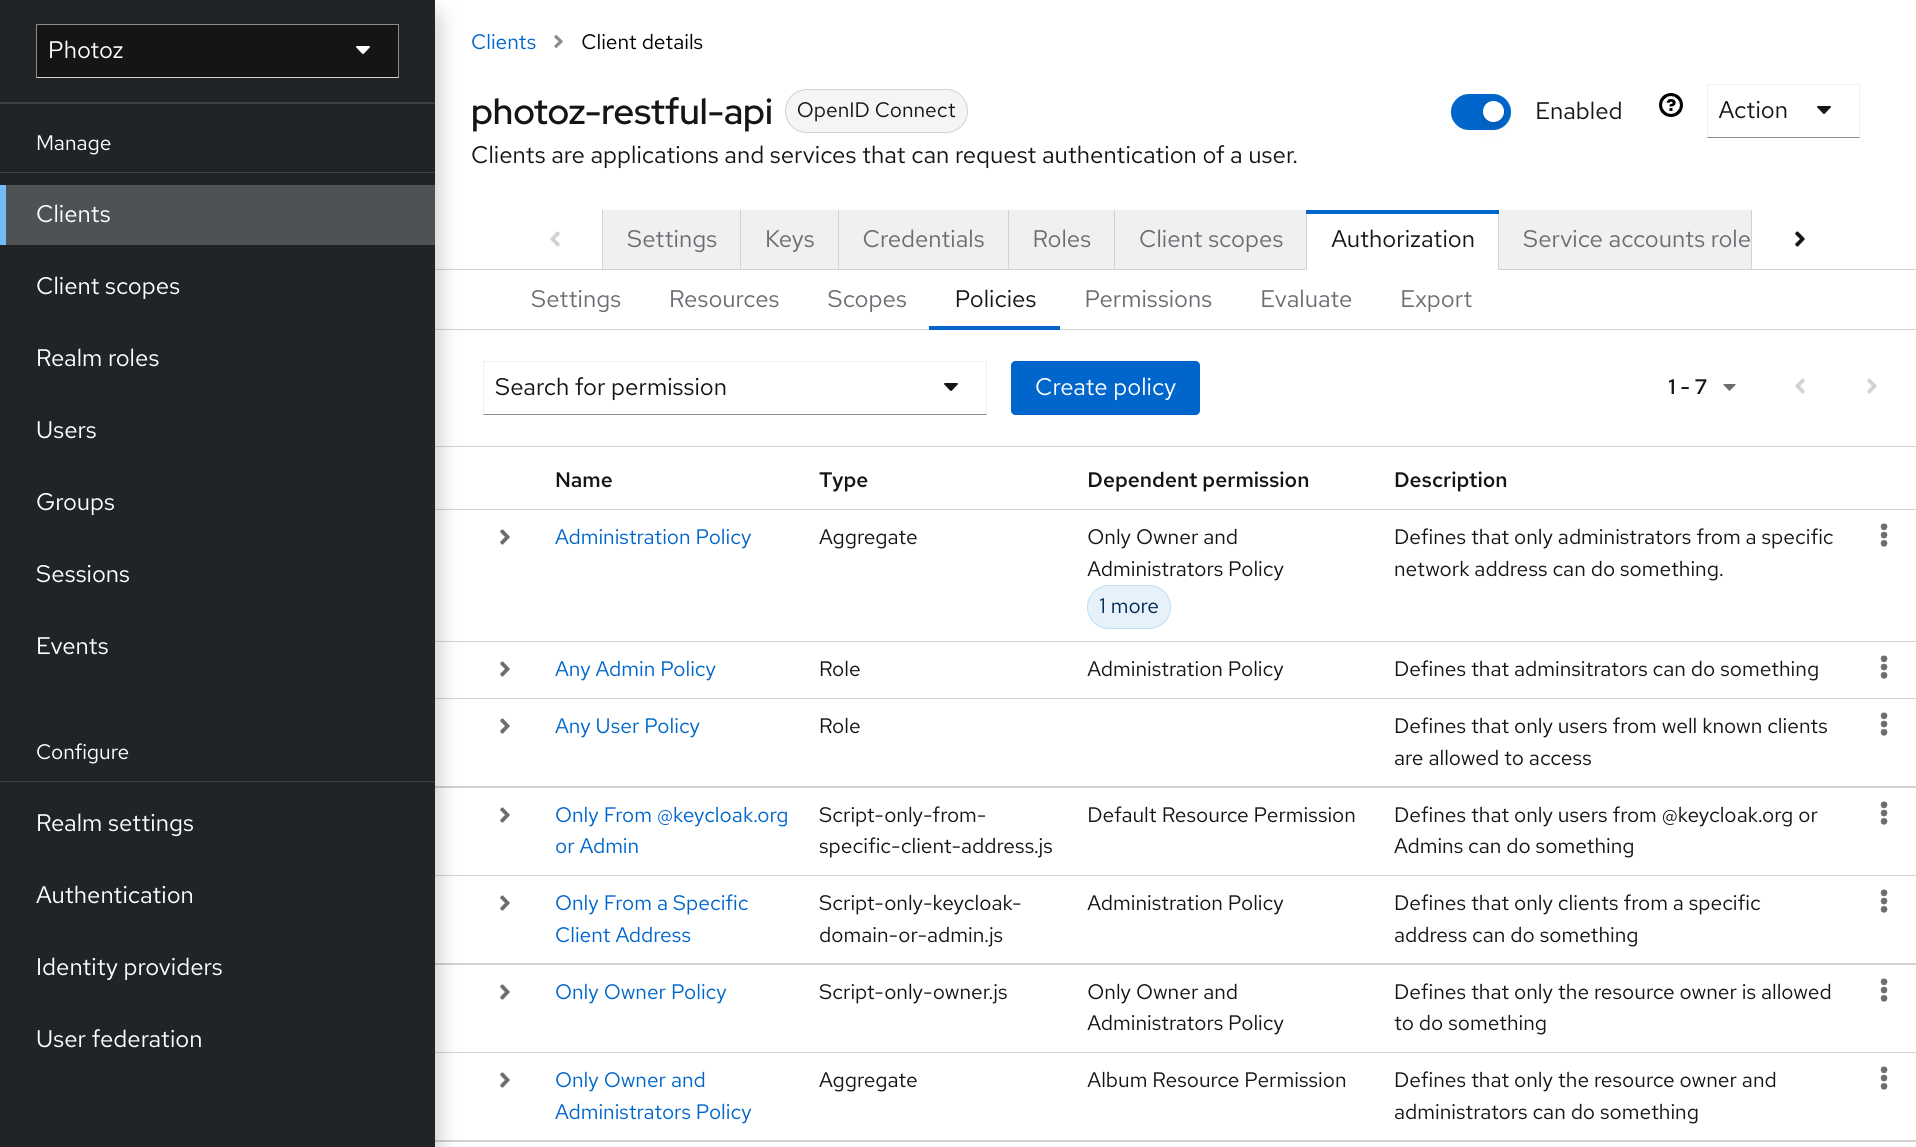 Photoz
Manage
Clients
Client scopes
Realm roles
Users
Groups
Sessions
Events
Configure
Realm settings
Authentication
Identity providers
User federation
Clients > Client details
photoz-restful-api OpenID Connect
Enabled
Action
Clients are applications and services that can request authentication of a user.
Settings Keys Credentials Roles Client scopes Authorization Service accounts role
Settings Resources Scopes Policies Permissions Evaluate Export
Search for permission
Create policy
1 - 7
Name Type Dependent permission Description
Administration Policy Aggregate Only Owner and Defines that only administrators from a specific
Administrators Policy network address can do something.
1 more
Any Admin Policy Role Administration Policy Defines that adminsitrators can do something
Any User Policy Role Defines that only users from well known clients
are allowed to access
Only From @keycloak.org Script-only-from- Default Resource Permission Defines that only users from @keycloak.org or
or Admin specific-client-address.js Admins can do something
Only From a Specific Script-only-keycloak- Administration Policy Defines that only clients from a specific
Client Address domain-or-admin.js address can do something
Only Owner Policy Script-only-owner.js Only Owner and Defines that only the resource owner is allowed
Administrators Policy to do something
Only Owner and Aggregate Album Resource Permission Defines that only the resource owner and
Administrators Policy administrators can do something